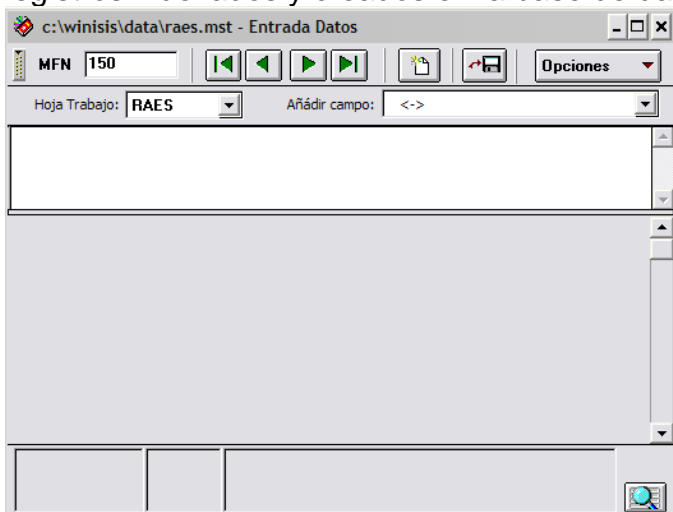 c:\winisis\data\raes.mst - Entrada Datos
MFN 150 Opciones
Hoja Trabajo: RAES Añádir campo: <->